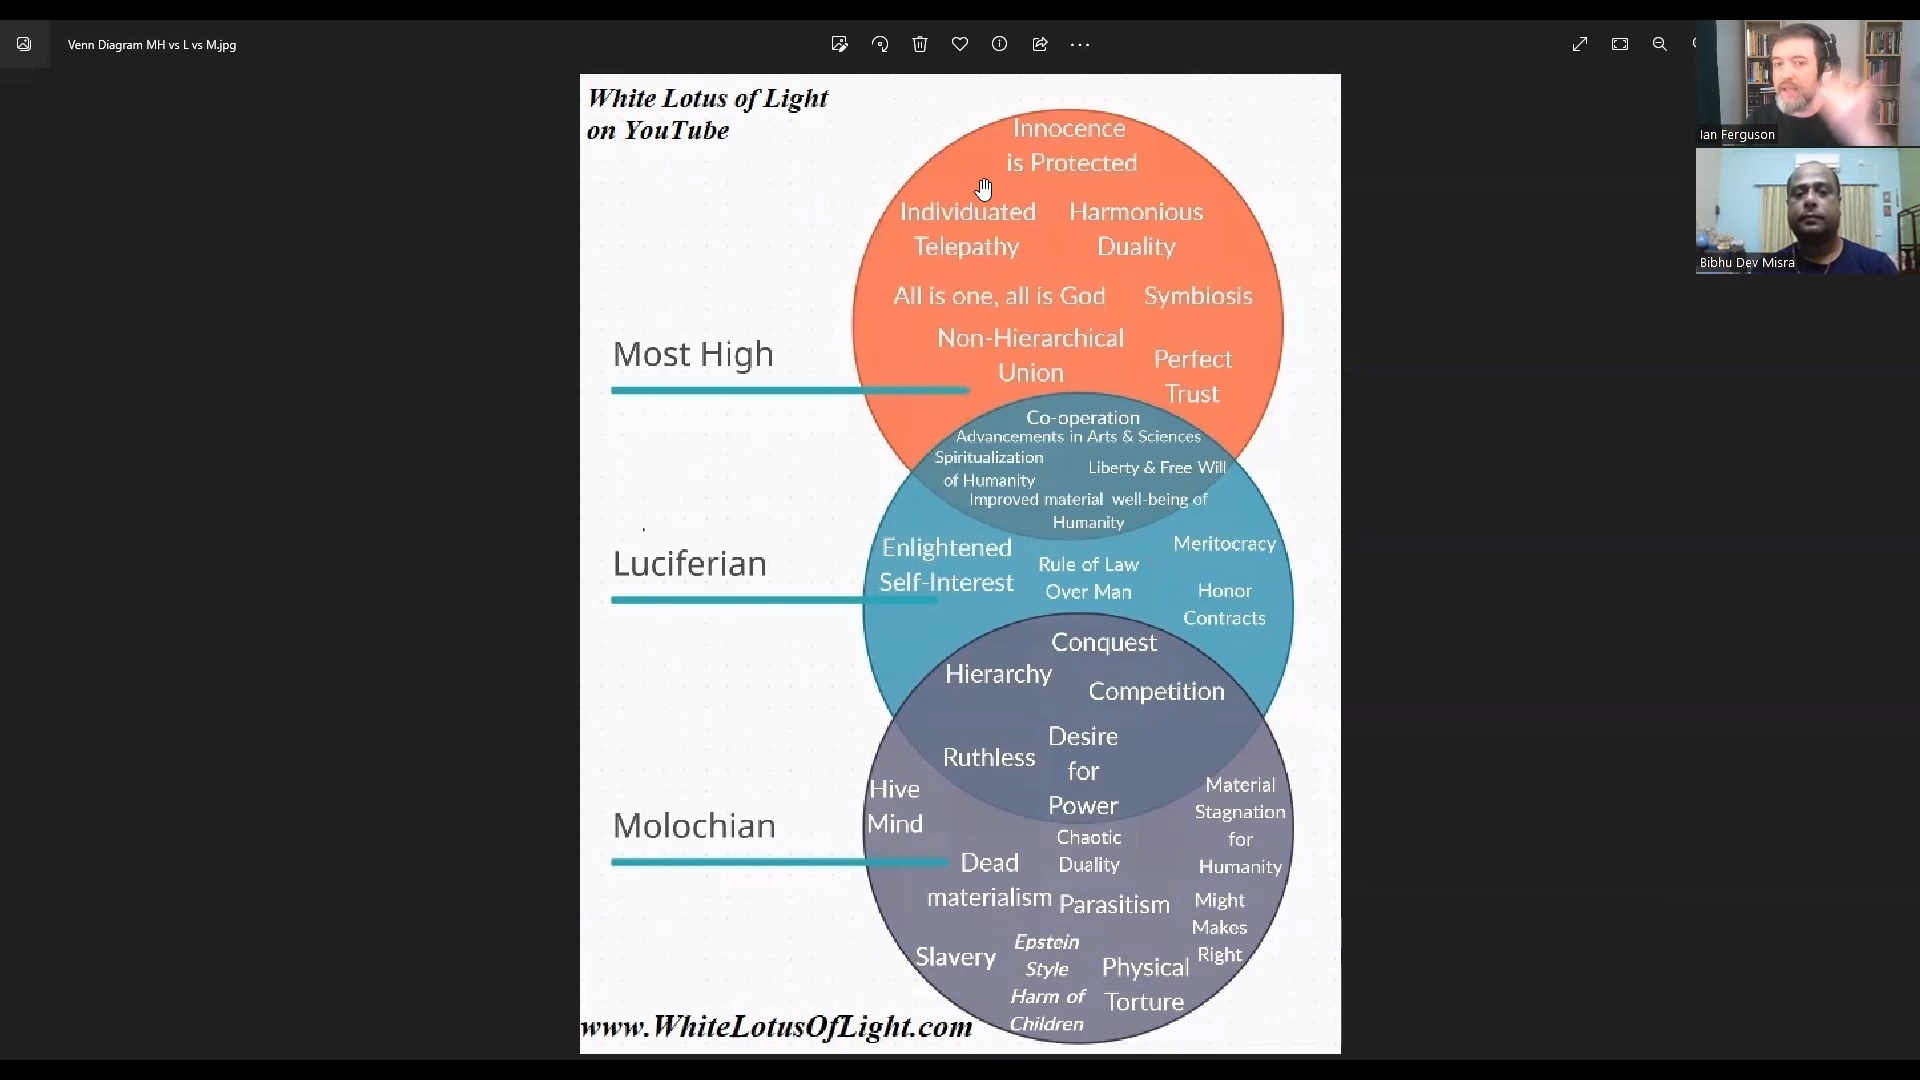 Venn Diagram MH vs L vs M.jpg
Ian Ferguson
Bibhu Dev Misra
White Lotus of Light
on YouTube
Innocence
is Protected
Individuated
Telepathy
Harmonious
Duality
All is one, all is God
Symbiosis
Non-Hierarchical
Union
Perfect
Trust
Most High
Co-operation
Advancements in Arts & Sciences
Spiritualization
of Humanity
Liberty & Free Will
Improved material well-being of
Humanity
Luciferian
Enlightened
Self-Interest
Rule of Law
Over Man
Meritocracy
Honor
Contracts
Conquest
Hierarchy
Competition
Ruthless
Desire
for
Power
Molochian
Hive
Mind
Material
Stagnation
for
Humanity
Chaotic
Duality
Dead
materialism
Parasitism
Might
Makes
Right
Slavery
Epstein
Style
Harm of
Children
Physical
Torture
www.WhiteLotusOfLight.com